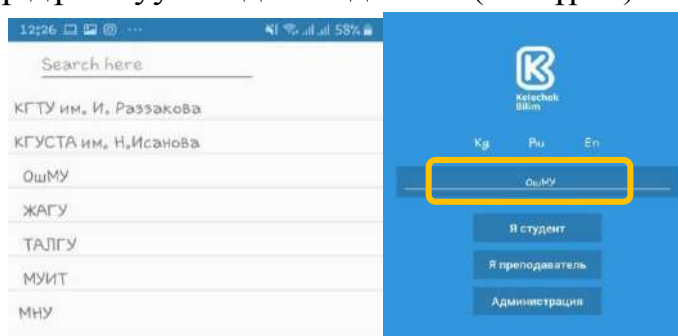 12:26 58%
Search here
КГТУ им. И. Раззакова
КГУСТА им. Н.Исанова
ОшМУ
ЖАГУ
ТАЛГУ
МУИТ
МНУ
Kelechek
Bilim
Kg Ru En
ОшМУ
Я студент
Я преподаватель
Администрация